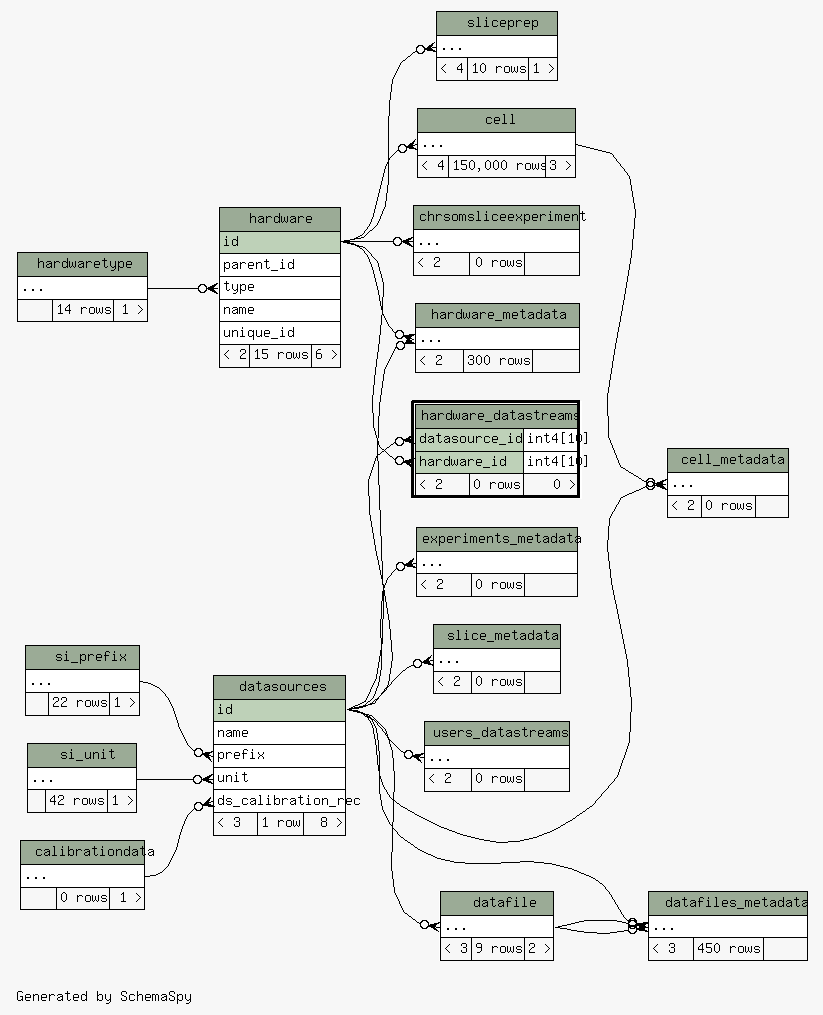 sliceprep
...
< 4 10 rows 1 >
cell
...
< 4 150,000 rows 3 >
hardware
id
parent_id
type
name
unique_id
< 2 15 rows 6 >
chrsomsliceexperiment
...
< 2 0 rows
hardwaretype
...
14 rows 1 >
hardware_metadata
...
< 2 300 rows
hardware_datastreams
datasource_id int4[10]
hardware_id int4[10]
< 2 0 rows 0 >
cell_metadata
...
< 2 0 rows
experiments_metadata
...
< 2 0 rows
slice_metadata
...
< 2 0 rows
si_prefix
...
22 rows 1 >
datasources
id
name
prefix
unit
ds_calibration_rec
< 3 1 row 8 >
users_datastreams
...
< 2 0 rows
si_unit
...
42 rows 1 >
calibrationdata
...
0 rows 1 >
datafile
...
< 3 9 rows 2 >
datafiles_metadata
...
< 3 450 rows
Generated by SchemaSpy